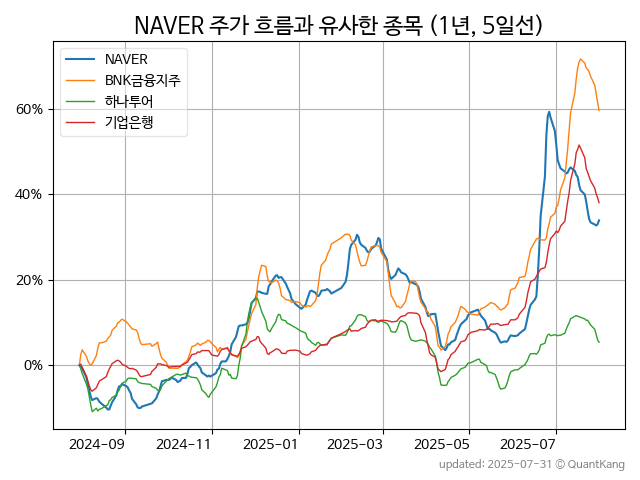 NAVER 주가 흐름과 유사한 종목 (1년, 5일선)
NAVER
BNK금융지주
하나투어
기업은행
60%
40%
20%
0%
2024-09 2024-11 2025-01 2025-03 2025-05 2025-07
updated: 2025-07-31 © QuantKang